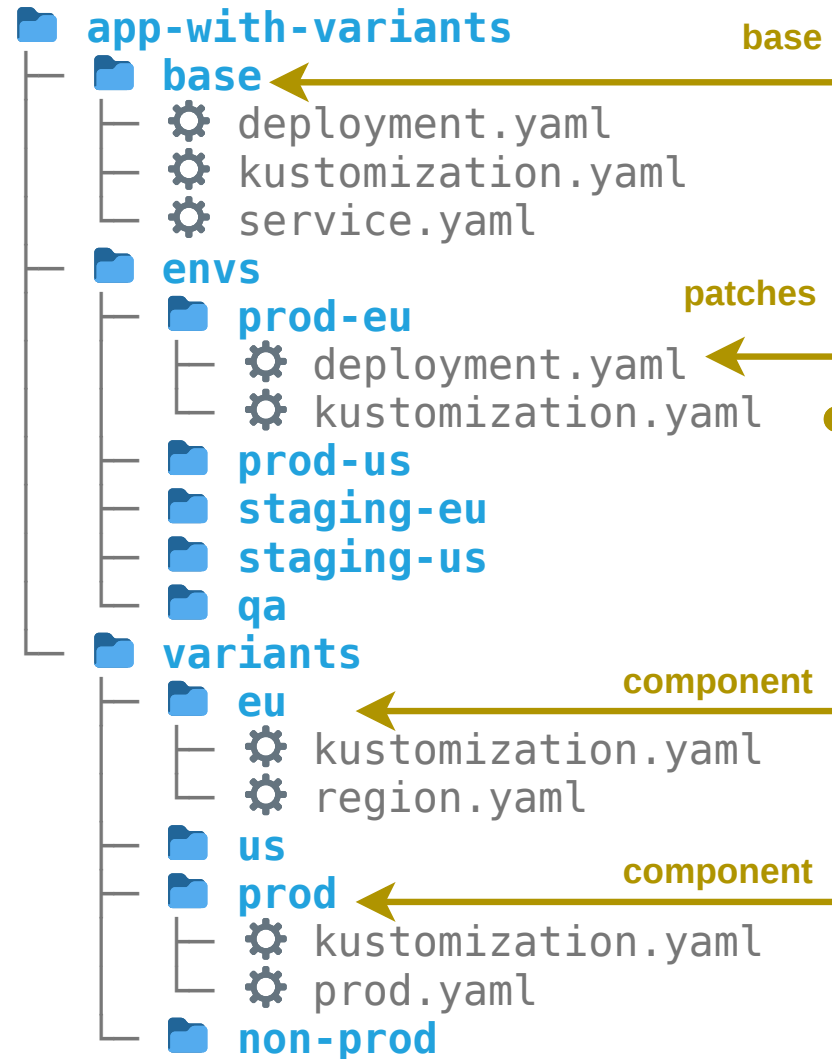 app-with-variants
base
base
deployment.yaml
kustomization.yaml
service.yaml
envs
patches
prod-eu
deployment.yaml
kustomization.yaml
prod-us
staging-eu
staging-us
qa
variants
component
eu
kustomization.yaml
region.yaml
us
component
prod
kustomization.yaml
prod.yaml
non-prod